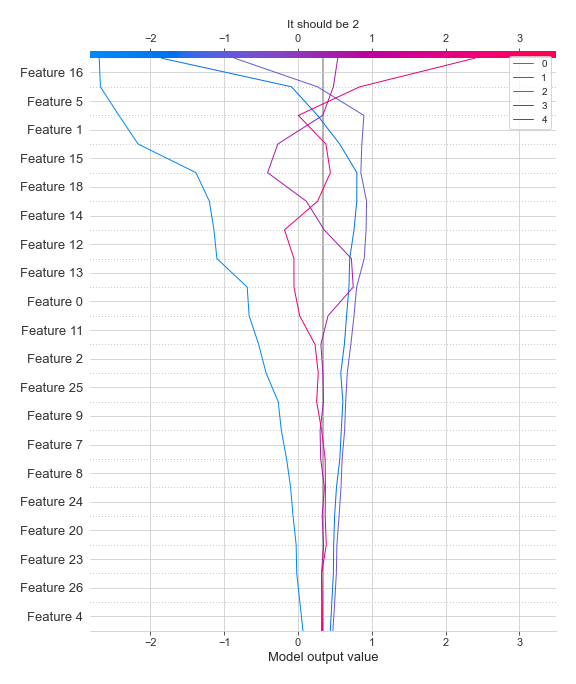 It should be 2
−2 −1 0 1 2 3
0
1
2
3
4
Feature 16
Feature 5
Feature 1
Feature 15
Feature 18
Feature 14
Feature 12
Feature 13
Feature 0
Feature 11
Feature 2
Feature 25
Feature 9
Feature 7
Feature 8
Feature 24
Feature 20
Feature 23
Feature 26
Feature 4
−2 −1 0 1 2 3
Model output value